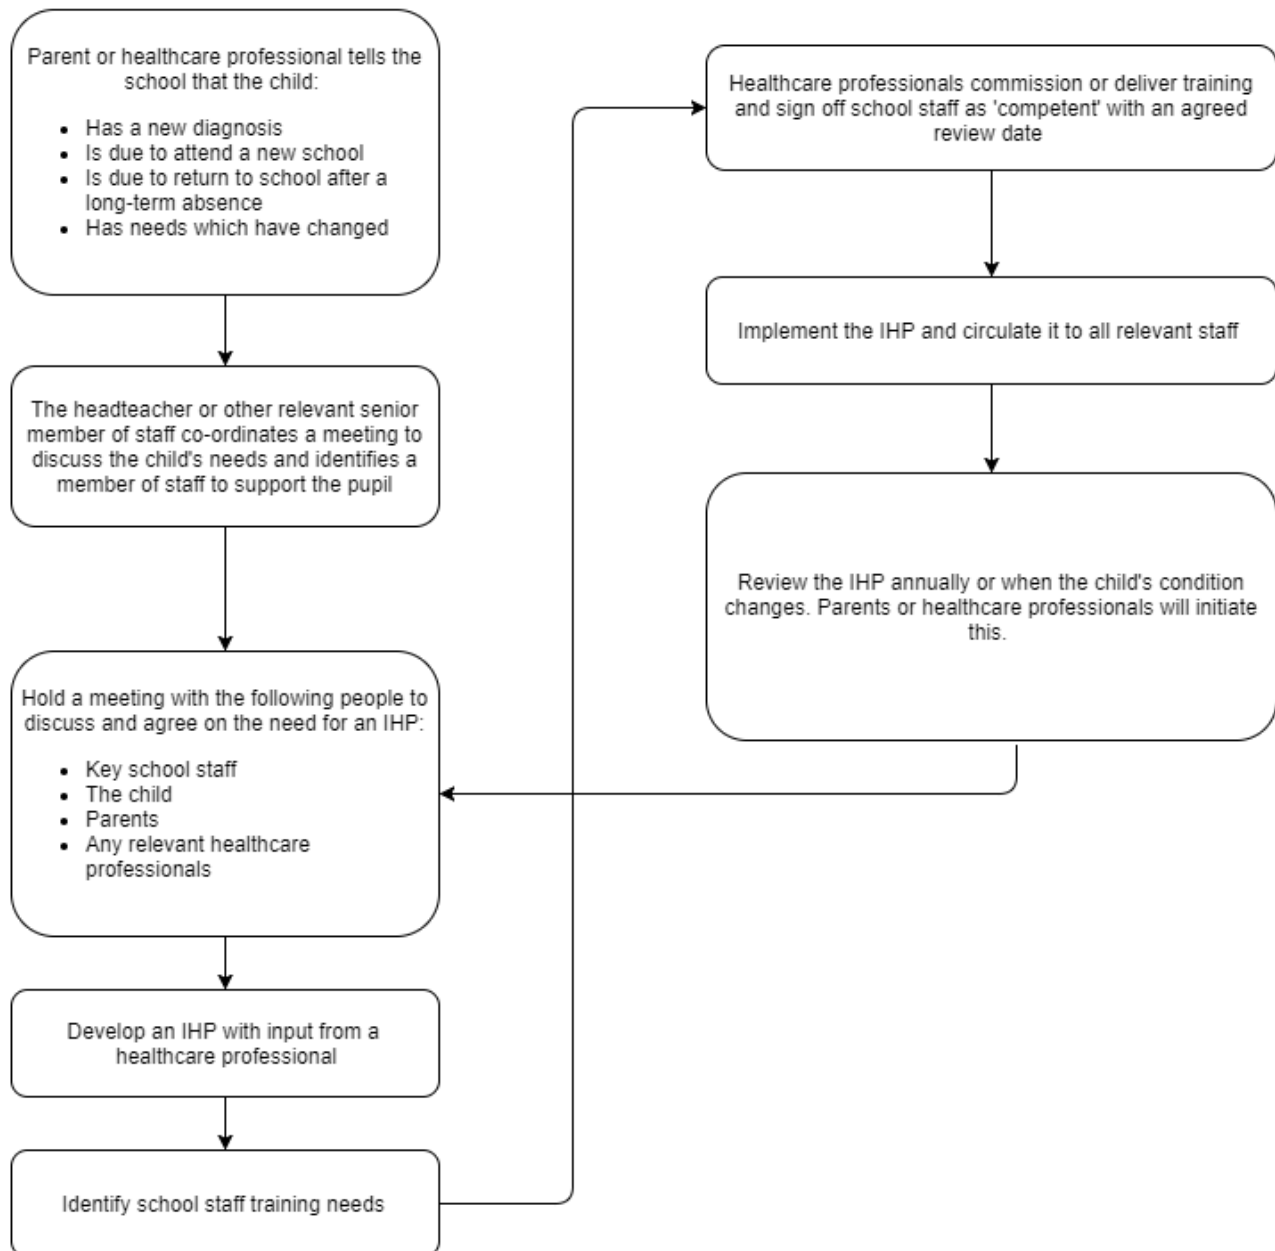 Parent or healthcare professional tells the
school that the child:
• Has a new diagnosis
• Is due to attend a new school
• Is due to return to school after a
long-term absence
• Has needs which have changed
The headteacher or other relevant senior
member of staff co-ordinates a meeting to
discuss the child's needs and identifies a
member of staff to support the pupil
Hold a meeting with the following people to
discuss and agree on the need for an IHP:
• Key school staff
• The child
• Parents
• Any relevant healthcare
professionals
Develop an IHP with input from a
healthcare professional
Identify school staff training needs
Healthcare professionals commission or deliver training
and sign off school staff as 'competent' with an agreed
review date
Implement the IHP and circulate it to all relevant staff
Review the IHP annually or when the child's condition
changes. Parents or healthcare professionals will initiate
this.